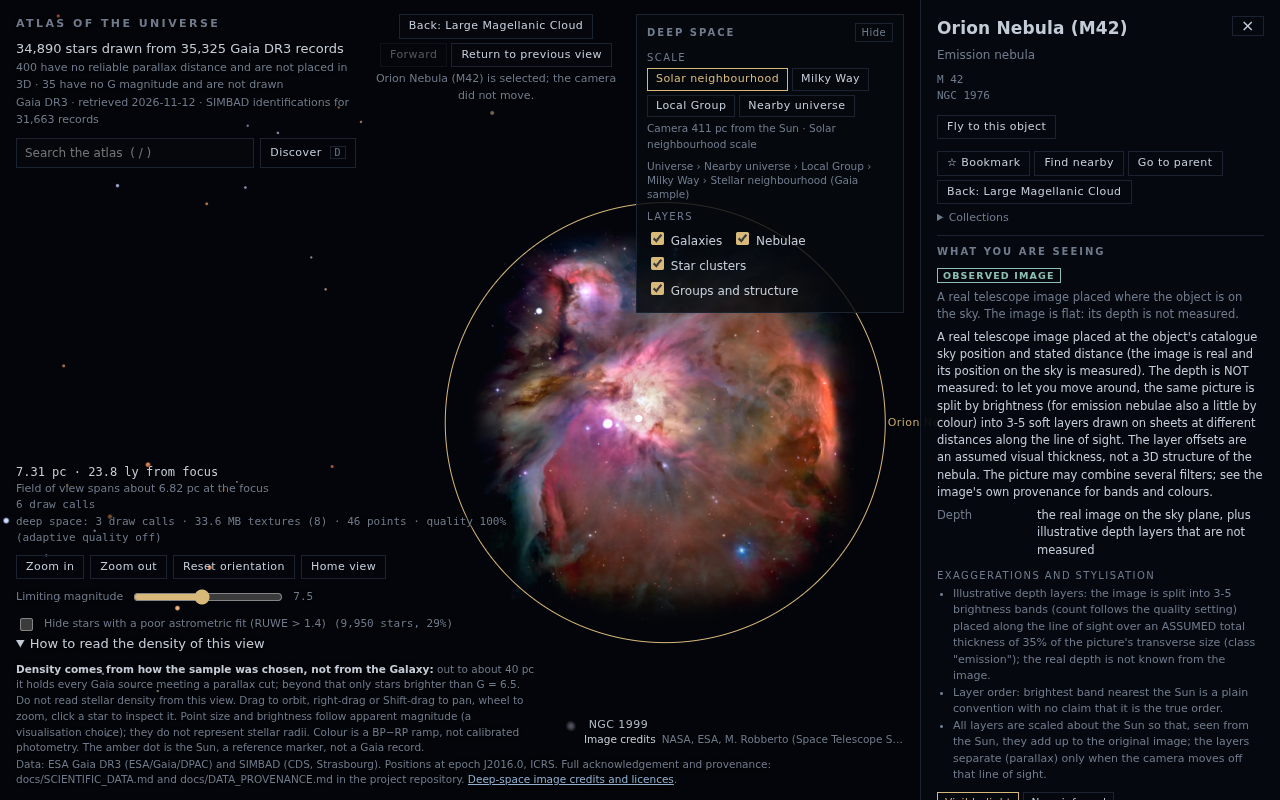 ATLAS OF THE UNIVERSE
34,890 stars drawn from 35,325 Gaia DR3 records
400 have no reliable parallax distance and are not placed in
3D · 35 have no G magnitude and are not drawn
Gaia DR3 · retrieved 2026-11-12 · SIMBAD identifications for
31,663 records
Search the atlas ( / )
Discover D
Back: Large Magellanic Cloud
Forward
Return to previous view
Orion Nebula (M42) is selected; the camera
did not move.
DEEP SPACE
Hide
SCALE
Solar neighbourhood
Milky Way
Local Group
Nearby universe
Camera 411 pc from the Sun · Solar
neighbourhood scale
Universe › Nearby universe › Local Group ›
Milky Way › Stellar neighbourhood (Gaia
sample)
LAYERS
Galaxies
Nebulae
Star clusters
Groups and structure
Orion
7.31 pc · 23.8 ly from focus
Field of view spans about 6.82 pc at the focus
6 draw calls
deep space: 3 draw calls · 33.6 MB textures (8) · 46 points · quality 100%
(adaptive quality off)
Zoom in
Zoom out
Reset orientation
Home view
Limiting magnitude 7.5
Hide stars with a poor astrometric fit (RUWE > 1.4) (9,950 stars, 29%)
▼ How to read the density of this view
Density comes from how the sample was chosen, not from the Galaxy: out to about 40 pc
it holds every Gaia source meeting a parallax cut; beyond that only stars brighter than G = 6.5.
Do not read stellar density from this view. Drag to orbit, right-drag or Shift-drag to pan, wheel to
zoom, click a star to inspect it. Point size and brightness follow apparent magnitude (a
visualisation choice); they do not represent stellar radii. Colour is a BP−RP ramp, not calibrated
photometry. The amber dot is the Sun, a reference marker, not a Gaia record.
NGC 1999
Image credits NASA, ESA, M. Robberto (Space Telescope S...
Data: ESA Gaia DR3 (ESA/Gaia/DPAC) and SIMBAD (CDS, Strasbourg). Positions at epoch J2016.0, ICRS. Full acknowledgement and provenance:
docs/SCIENTIFIC_DATA.md and docs/DATA_PROVENANCE.md in the project repository. Deep-space image credits and licences.
Orion Nebula (M42)
✕
Emission nebula
M 42
NGC 1976
Fly to this object
☆ Bookmark
Find nearby
Go to parent
Back: Large Magellanic Cloud
▶ Collections
WHAT YOU ARE SEEING
OBSERVED IMAGE
A real telescope image placed where the object is on
the sky. The image is flat: its depth is not measured.
A real telescope image placed at the object's catalogue
sky position and stated distance (the image is real and
its position on the sky is measured). The depth is NOT
measured: to let you move around, the same picture is
split by brightness (for emission nebulae also a little by
colour) into 3-5 soft layers drawn on sheets at different
distances along the line of sight. The layer offsets are
an assumed visual thickness, not a 3D structure of the
nebula. The picture may combine several filters; see the
image's own provenance for bands and colours.
Depth the real image on the sky plane, plus
illustrative depth layers that are not
measured
EXAGGERATIONS AND STYLISATION
• Illustrative depth layers: the image is split into 3-5
brightness bands (count follows the quality setting)
placed along the line of sight over an ASSUMED total
thickness of 35% of the picture's transverse size (class
"emission"); the real depth is not known from the
image.
• Layer order: brightest band nearest the Sun is a plain
convention with no claim that it is the true order.
• All layers are scaled about the Sun so that, seen from
the Sun, they add up to the original image; the layers
separate (parallax) only when the camera moves off
that line of sight.